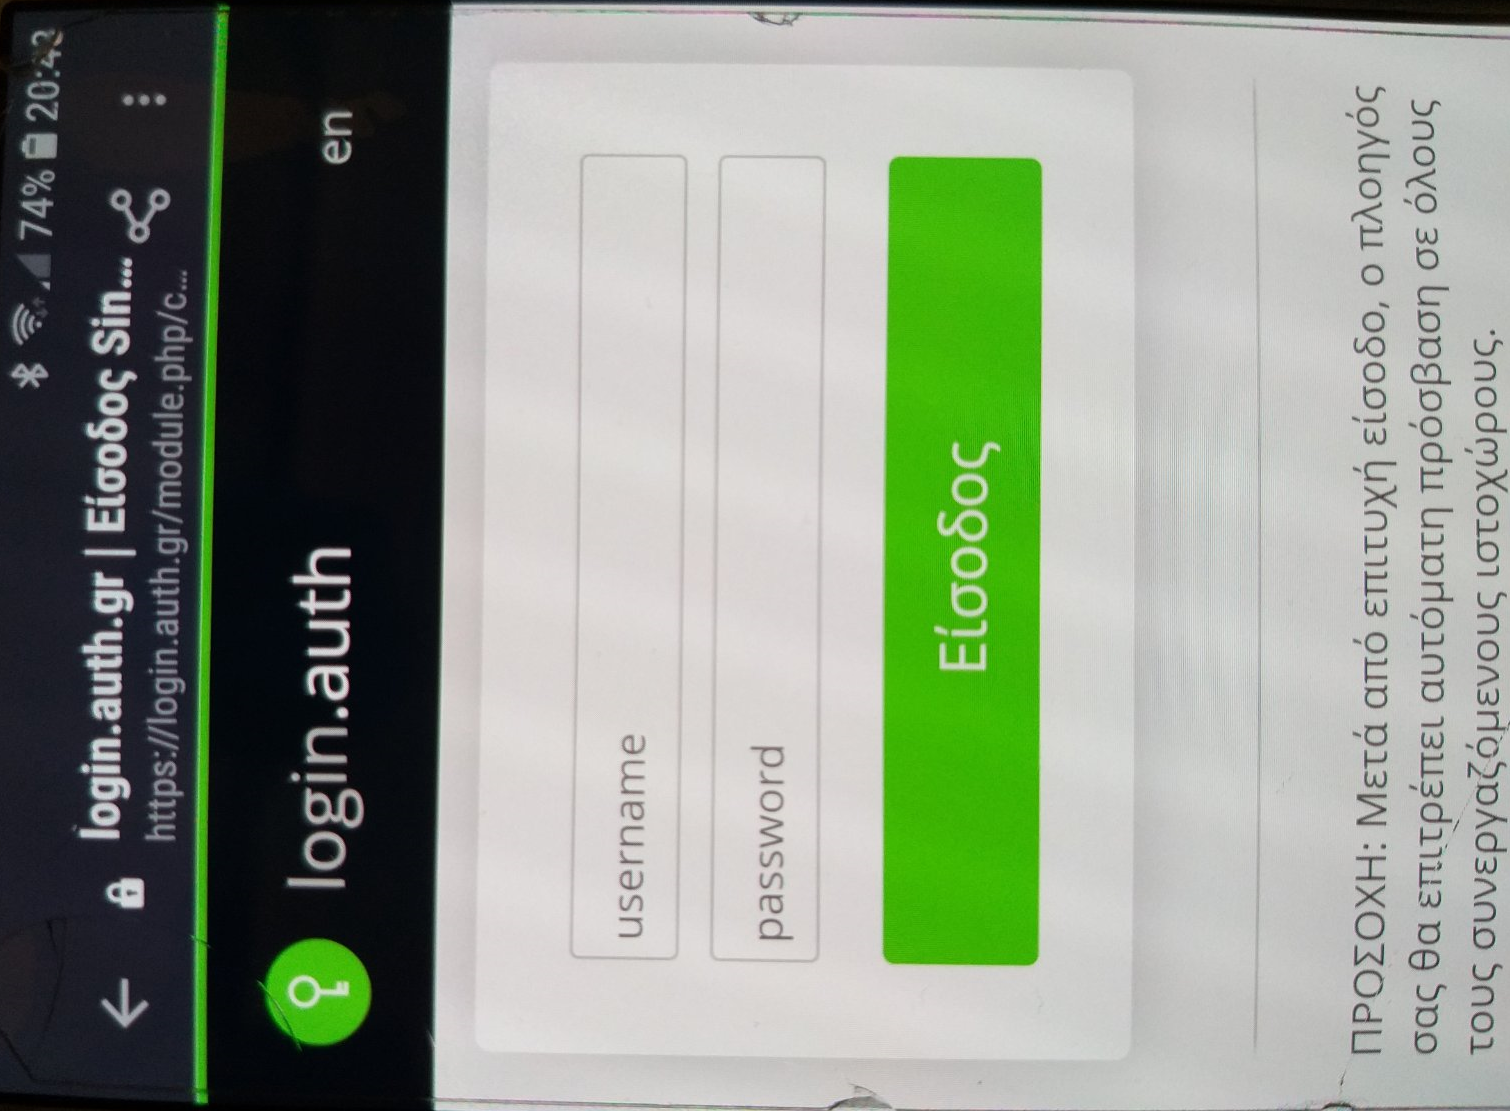 74% 20:43
login.auth.gr | Είσοδος Sin...
https://login.auth.gr/module.php/c...
login.auth
en
username
password
Είσοδος
ΠΡΟΣΟΧΗ: Μετά από επιτυχή είσοδο, ο πλοηγός
σας θα επιτρέπει αυτόματη πρόσβαση σε όλους
τους συνεργαζόμενους ιστοχώρους.